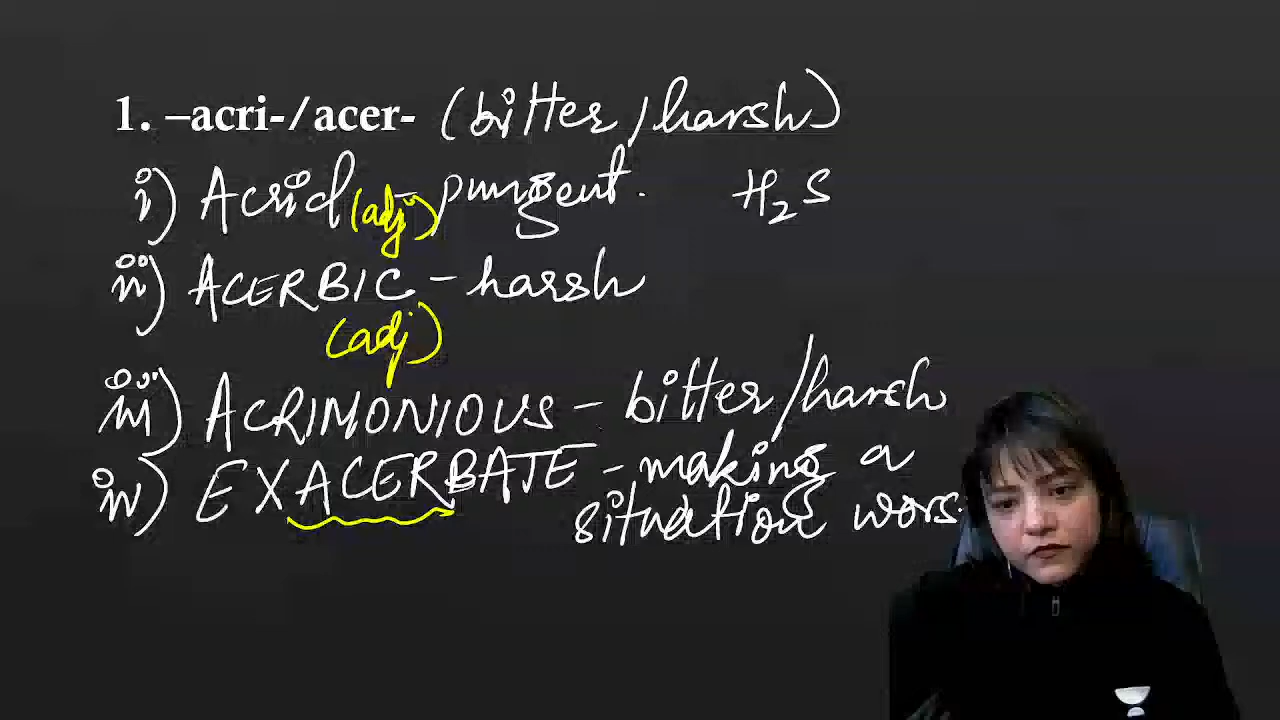 1. –acri-/acer- (bitter/harsh)
i) Acrid (adj) - pungent. H₂S
ii) ACERBIC - harsh
(adj)
iii) ACRIMONIOUS - bitter/harsh
iv) EXACERBATE - making a
situation wors